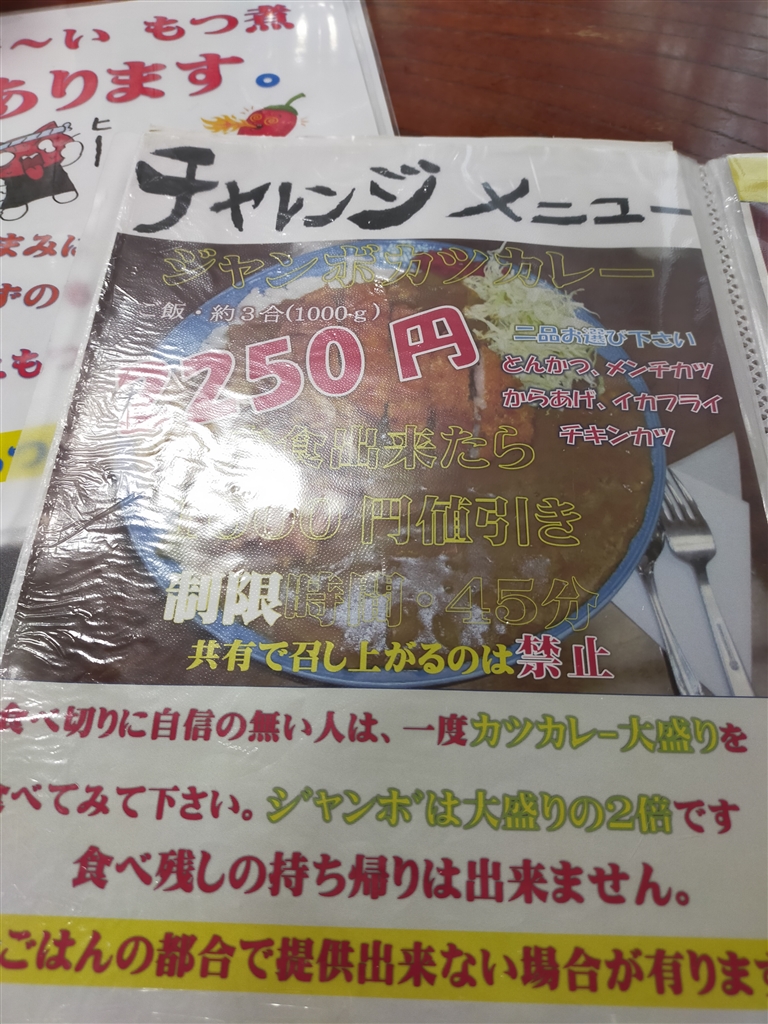 〜い もつ煮
あります。
ピー
チャレンジ メニュー
ジャンボカツカレー
ご飯・約３合(1000g)
250 円
二品お選び下さい
とんかつ、メンチカツ
からあげ、イカフライ
チキンカツ
食出来たら
円値引き
制限時間・４５分
共有で召し上がるのは禁止
食べ切りに自信の無い人は、一度カツカレー大盛りを
食べてみて下さい。ジャンボは大盛りの２倍です
食べ残しの持ち帰りは出来ません。
ごはんの都合で提供出来ない場合が有ります